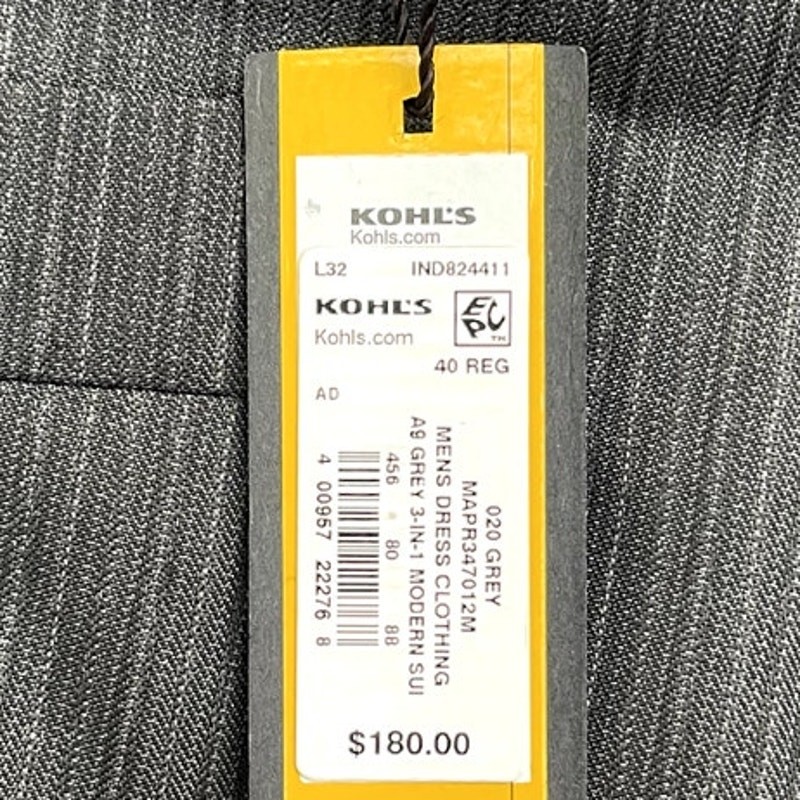 KOHL'S
Kohls.com
L32 IND824411
KOHL'S ECP™
Kohls.com
40 REG
AD
020 GREY
MAPR347012M
MENS DRESS CLOTHING
A9 GREY 3-IN-1 MODERN SUI
456 80 88
4 00957 22276 8
$180.00